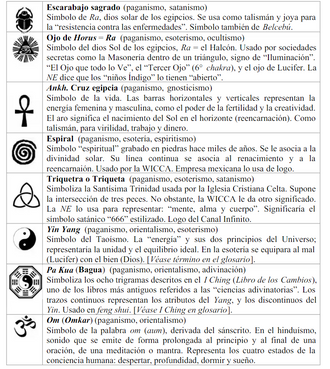 Escarabajo sagrado (paganismo, satanismo)
Símbolo de Ra, dios solar de los egipcios. Se usa como talismán y joya para
la “resistencia contra las enfermedades”. Símbolo también de Belcebú.
Ojo de Horus = Ra (paganismo, esoterismo, ocultismo)
Símbolo del dios Sol de los egipcios, Ra = el Halcón. Usado por sociedades
secretas como la Masonería dentro de un triángulo, signo de “Iluminación”.
“El Ojo que todo lo Ve”, el “Tercer Ojo” (6° chakra), y el ojo de Lucifer. La
NE dice que los “niños Índigo” lo tienen “abierto”.
Ankh. Cruz egipcia (paganismo, gnosticismo)
Símbolo de la vida. Las barras horizontales y verticales representan la
energía femenina y masculina, como el poder de la fertilidad y la creatividad.
El aro significa el nacimiento del Sol en el horizonte (reencarnación). Como
talismán, para virilidad, trabajo y dinero.
Espiral (paganismo, esoteria, espiritismo)
Símbolo “espiritual” grabado en piedras hace miles de años. Se le asocia a la
divinidad solar. Su línea continua se asocia al renacimiento y a la
reencarnación. Usado por la WICCA. Empresa mexicana lo usa de logo.
Triquetra o Triqueta (paganismo, esoterismo, satanismo)
Simboliza la Santísima Trinidad usada por la Iglesia Cristiana Celta. Supone
la intersección de tres peces. No obstante, la WICCA le da otro significado.
La NE lo usa para representar: “mente, alma y cuerpo”. Significaría el
símbolo satánico “666” estilizado. Logo del Canal Infinito.
Yin Yang (paganismo, orientalismo, esoterismo)
Símbolo del Taoísmo. La “energía” y sus dos principios del Universo;
representaría la unidad y el equilibrio ideal. En la esoteria se equipara al mal
(Lucifer) con el bien (Dios). [Véase término en el glosario].
Pa Kua (Bagua) (paganismo, orientalismo, adivinación)
Simboliza los ocho trigramas descritos en el I Ching (Libro de los Cambios),
uno de los libros más antiguos referidos a las “ciencias adivinatorias”. Los
trazos continuos representan los atributos del Yang, y los discontinuos del
Yin. Usado en feng shui. [Véase I Ching en glosario].
Om (Omkar) (paganismo, orientalismo)
Símbolo de la palabra om (aum), derivada del sánscrito. En el hinduismo,
sonido que se emite de forma prolongada al principio y al final de una
oración, de una meditación o mantra. Representa los cuatro estados de la
conciencia humana: despertar, profundidad, dormir y sueño.